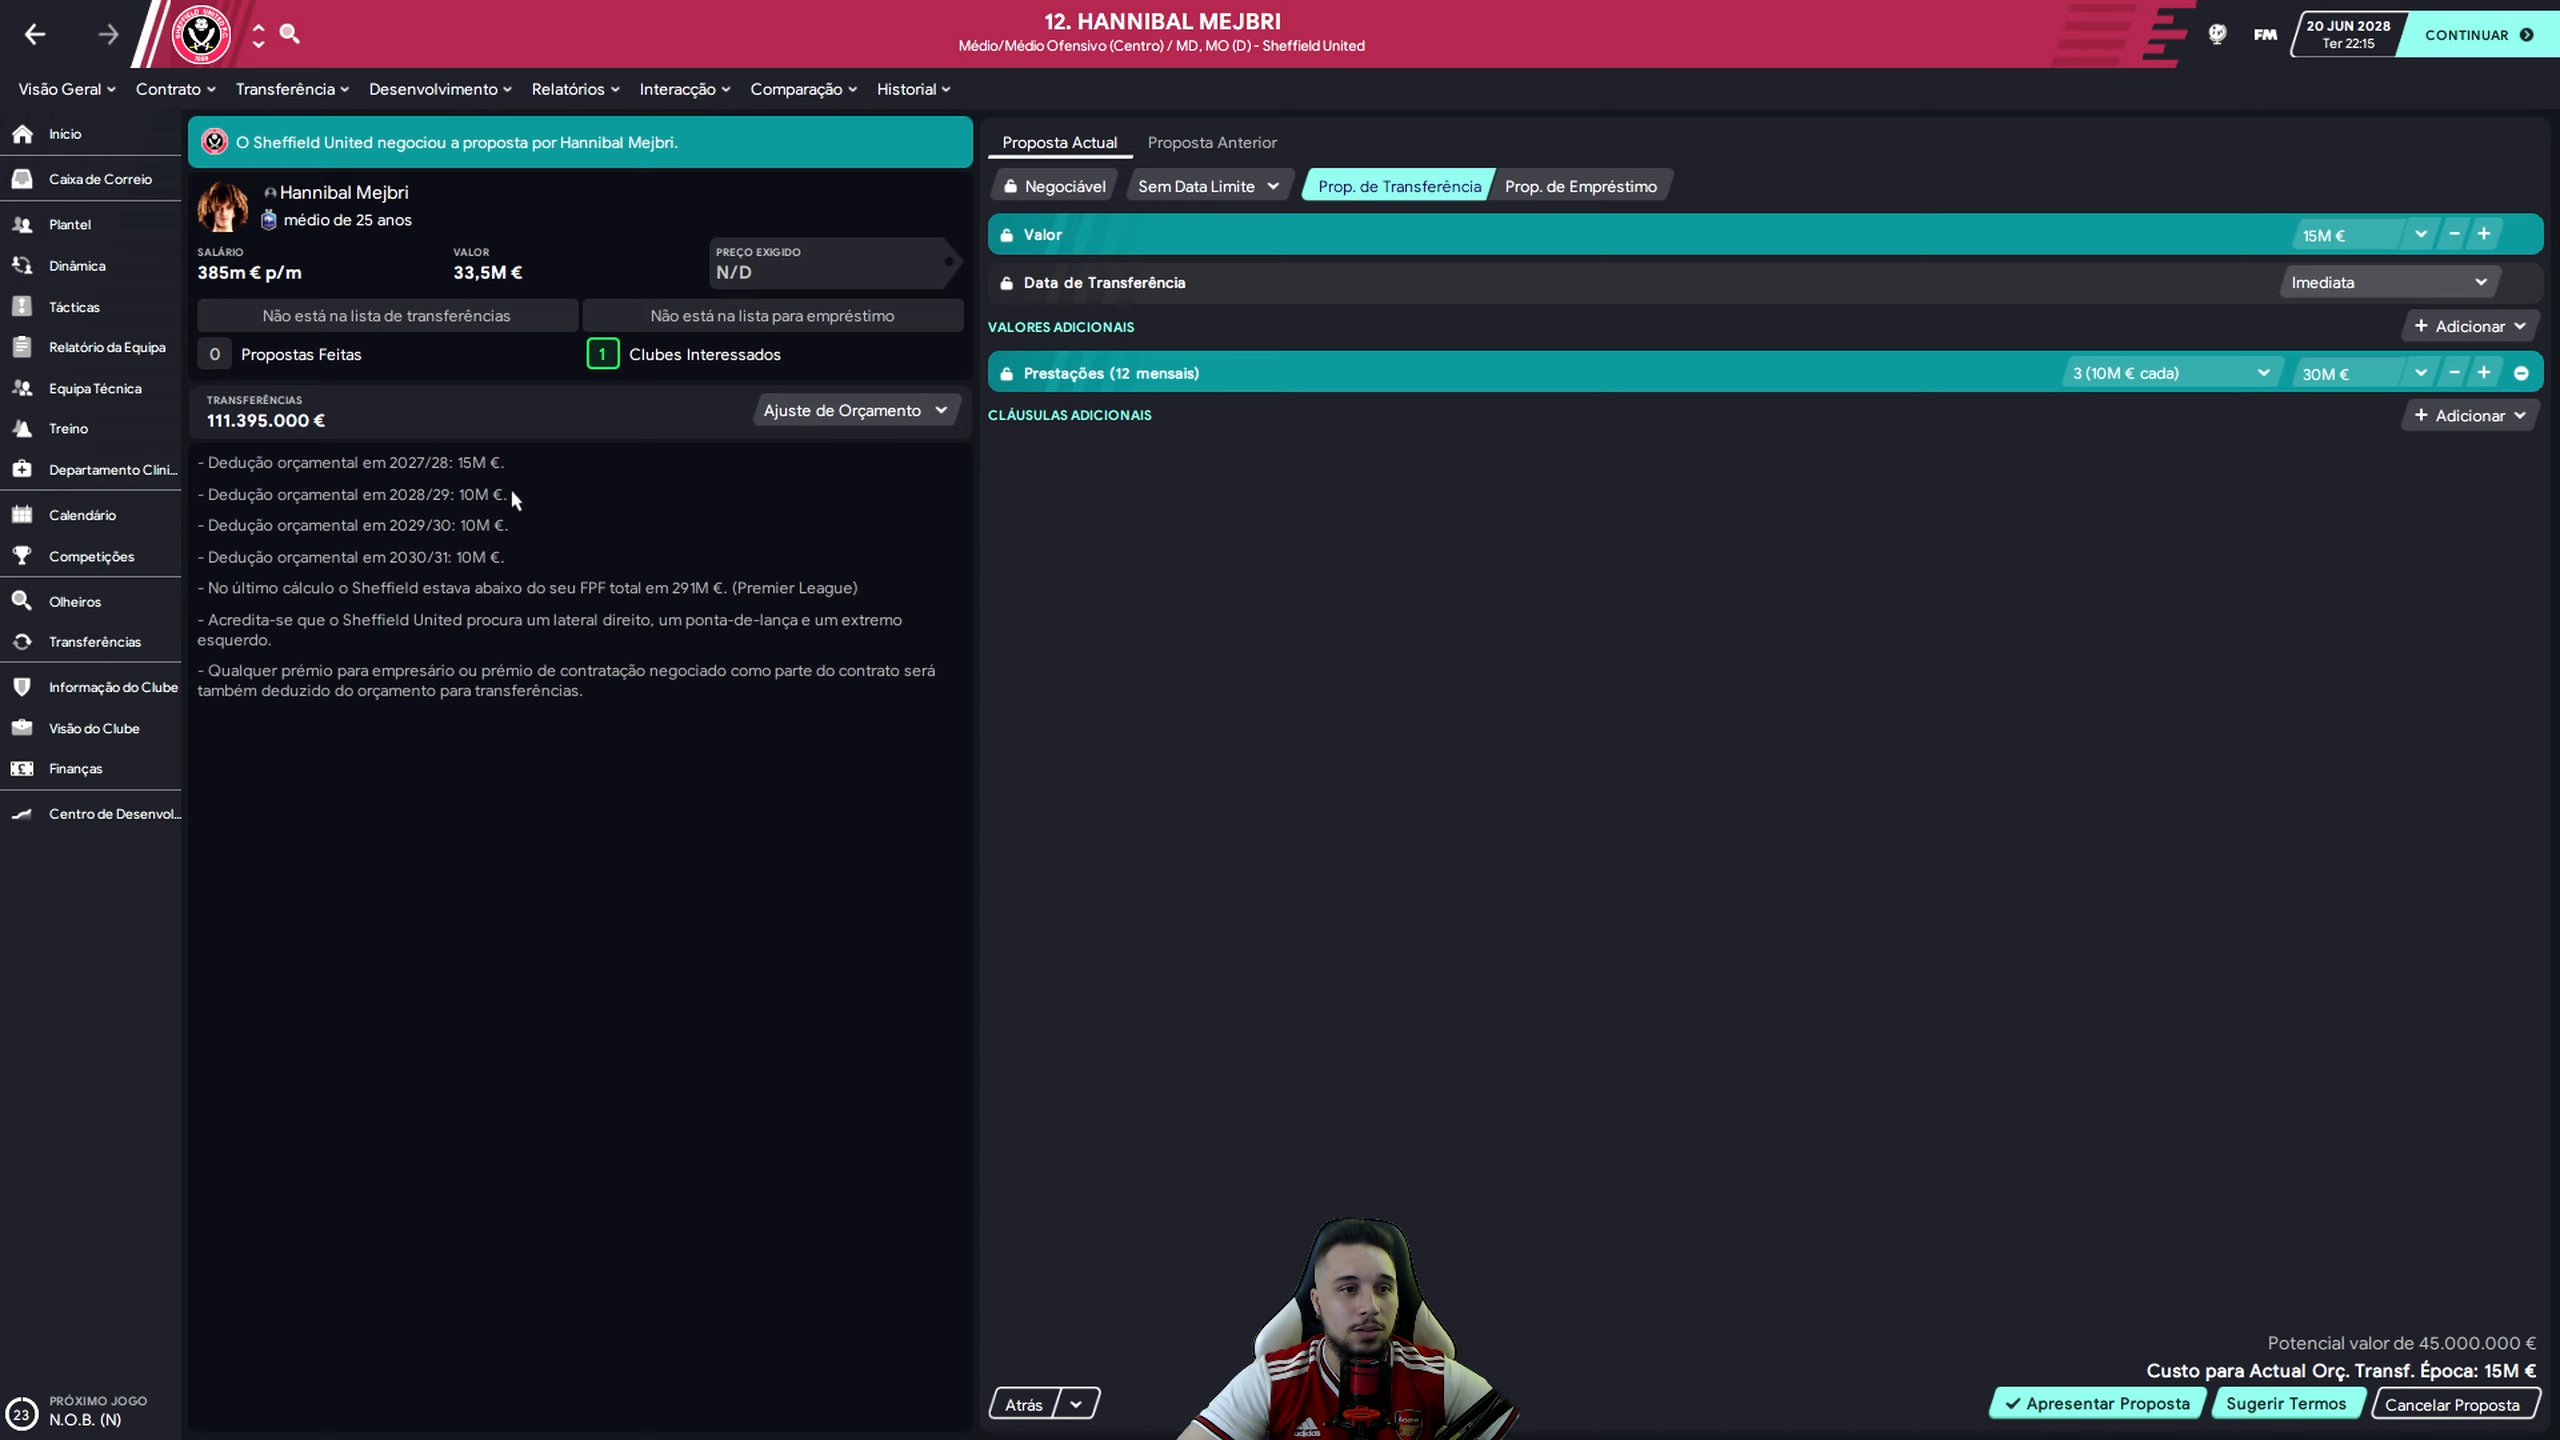 12. HANNIBAL MEJBRI
Médio/Médio Ofensivo (Centro) / MD, MO (D) - Sheffield United
FM
20 JUN 2028
Ter 22:15
CONTINUAR
Visão Geral
Contrato
Transferência
Desenvolvimento
Relatórios
Interacção
Comparação
Historial
Início
Caixa de Correio
Plantel
Dinâmica
Tácticas
Relatório da Equipa
Equipa Técnica
Treino
Departamento Clíni...
Calendário
Competições
Olheiros
Transferências
Informação do Clube
Visão do Clube
Finanças
Centro de Desenvol...
23
PRÓXIMO JOGO
N.O.B. (N)
O Sheffield United negociou a proposta por Hannibal Mejbri.
Hannibal Mejbri
médio de 25 anos
SALÁRIO
385m € p/m
VALOR
33,5M €
PREÇO EXIGIDO
N/D
Não está na lista de transferências
Não está na lista para empréstimo
0 Propostas Feitas
1 Clubes Interessados
TRANSFERÊNCIAS
111.395.000 €
Ajuste de Orçamento
- Dedução orçamental em 2027/28: 15M €.
- Dedução orçamental em 2028/29: 10M €.
- Dedução orçamental em 2029/30: 10M €.
- Dedução orçamental em 2030/31: 10M €.
- No último cálculo o Sheffield estava abaixo do seu FPF total em 291M €. (Premier League)
- Acredita-se que o Sheffield United procura um lateral direito, um ponta-de-lança e um extremo
esquerdo.
- Qualquer prémio para empresário ou prémio de contratação negociado como parte do contrato será
também deduzido do orçamento para transferências.
Proposta Actual
Proposta Anterior
Negociável
Sem Data Limite
Prop. de Transferência
Prop. de Empréstimo
Valor
15M €
Data de Transferência
Imediata
VALORES ADICIONAIS
+ Adicionar
Prestações (12 mensais)
3 (10M € cada)
30M €
CLÁUSULAS ADICIONAIS
+ Adicionar
Potencial valor de 45.000.000 €
Custo para Actual Orç. Transf. Época: 15M €
Atrás
Apresentar Proposta
Sugerir Termos
Cancelar Proposta
adidas